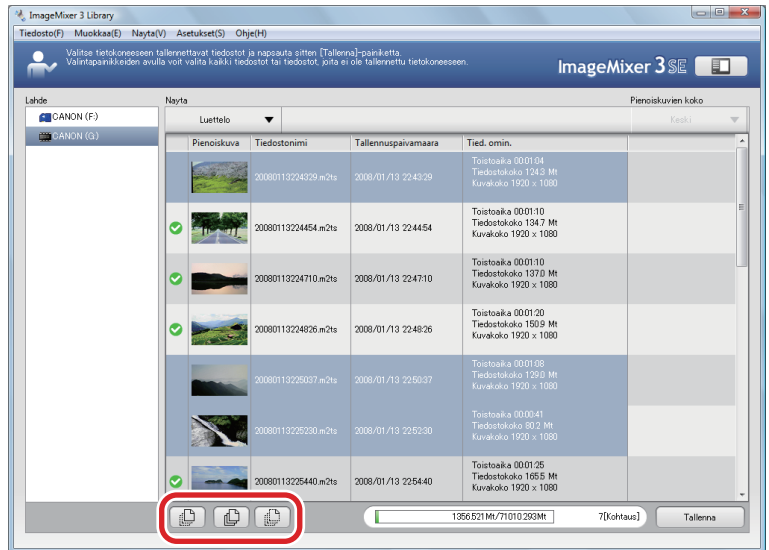 ImageMixer 3 Library
Tiedosto(F) Muokkaa(E) Nayta(V) Asetukset(S) Ohje(H)
Valitse tietokoneeseen tallennettavat tiedostot ja napsauta sitten [Tallenna]-painiketta.
Valintapainikkeiden avulla voit valita kaikki tiedostot tai tiedostot, joita ei ole tallennettu tietokoneeseen.
ImageMixer 3 SE
Lahde Nayta Pienoiskuvien koko
CANON (F:)
CANON (G:)
Luettelo Keski
Pienoiskuva Tiedostonimi Tallennuspaivamaara Tied. omin.
Toistoaika 00:01:04
20080113224329.m2ts 2008/01/13 22:43:29 Tiedostokoko 124.3 Mt
Kuvakoko 1920 x 1080
Toistoaika 00:01:10
20080113224454.m2ts 2008/01/13 22:44:54 Tiedostokoko 134.7 Mt
Kuvakoko 1920 x 1080
Toistoaika 00:01:10
20080113224710.m2ts 2008/01/13 22:47:10 Tiedostokoko 137.0 Mt
Kuvakoko 1920 x 1080
Toistoaika 00:01:20
20080113224826.m2ts 2008/01/13 22:48:26 Tiedostokoko 150.9 Mt
Kuvakoko 1920 x 1080
Toistoaika 00:01:08
20080113225037.m2ts 2008/01/13 22:50:37 Tiedostokoko 129.0 Mt
Kuvakoko 1920 x 1080
Toistoaika 00:00:41
20080113225230.m2ts 2008/01/13 22:52:30 Tiedostokoko 80.2 Mt
Kuvakoko 1920 x 1080
Toistoaika 00:01:25
20080113225440.m2ts 2008/01/13 22:54:40 Tiedostokoko 165.5 Mt
Kuvakoko 1920 x 1080
1356.521Mt/71010.293Mt 7[Kohtaus] Tallenna